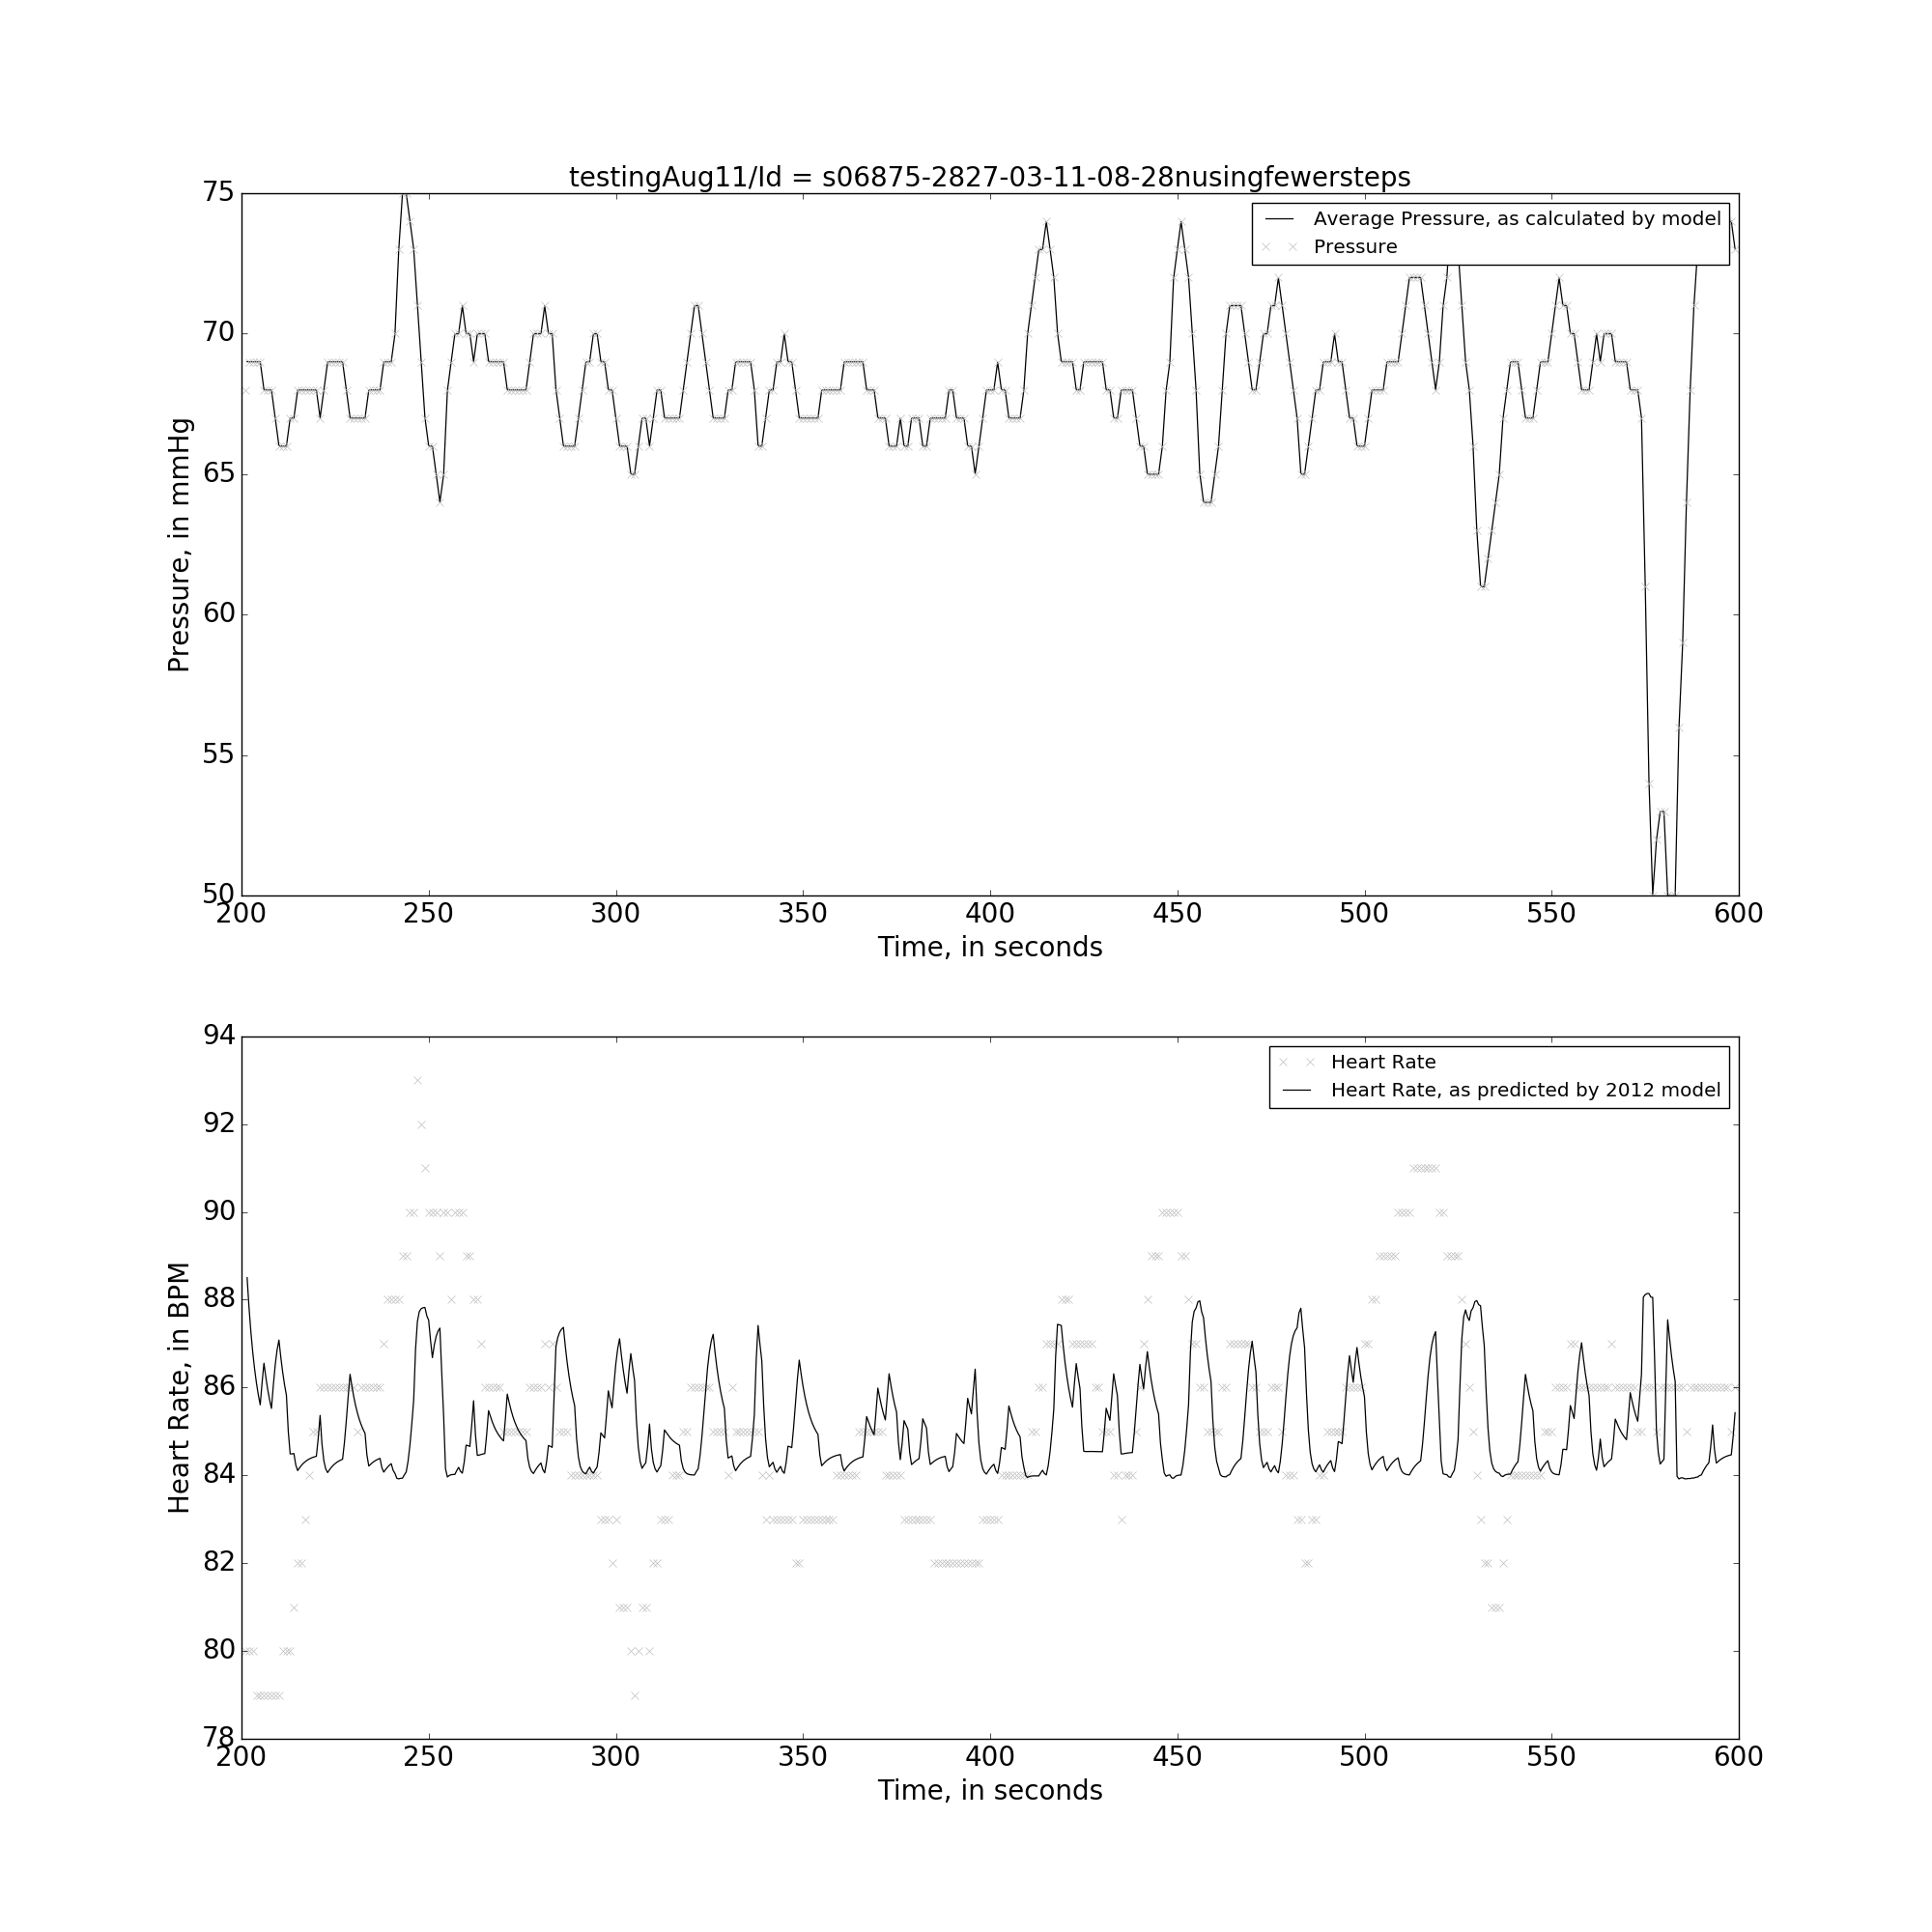 testingAug11/Id = s06875-2827-03-11-08-28nusingfewersteps
75
70
65
60
55
50
Pressure, in mmHg
Average Pressure, as calculated by model
Pressure
200 250 300 350 400 450 500 550 600
Time, in seconds
94
92
90
88
86
84
82
80
78
Heart Rate, in BPM
Heart Rate
Heart Rate, as predicted by 2012 model
200 250 300 350 400 450 500 550 600
Time, in seconds